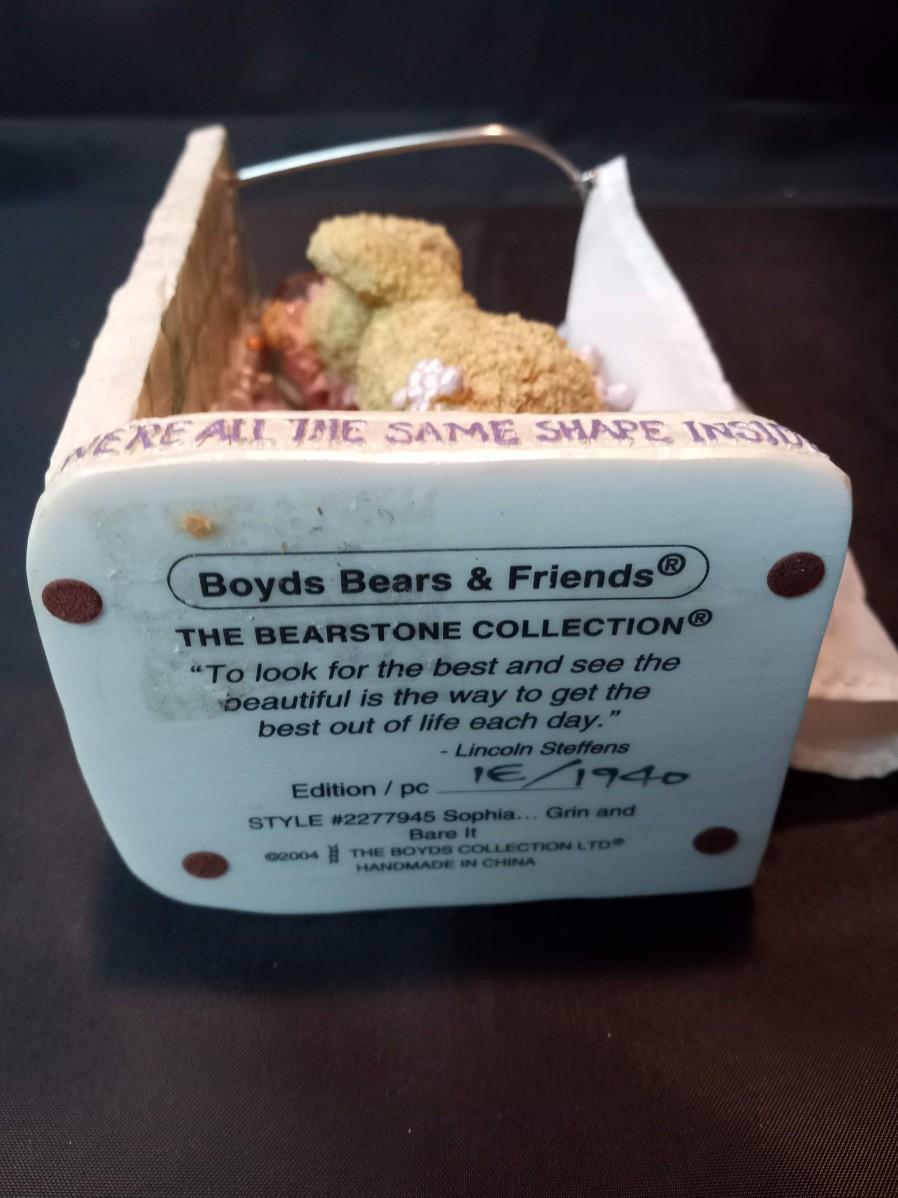 WE'RE ALL THE SAME SHAPE INSIDE
Boyds Bears & Friends®
THE BEARSTONE COLLECTION®
"To look for the best and see the
beautiful is the way to get the
best out of life each day."
- Lincoln Steffens
Edition / pc 1E/1940
STYLE #2277945 Sophia... Grin and
Bare It
©2004 THE BOYDS COLLECTION LTD®
HANDMADE IN CHINA